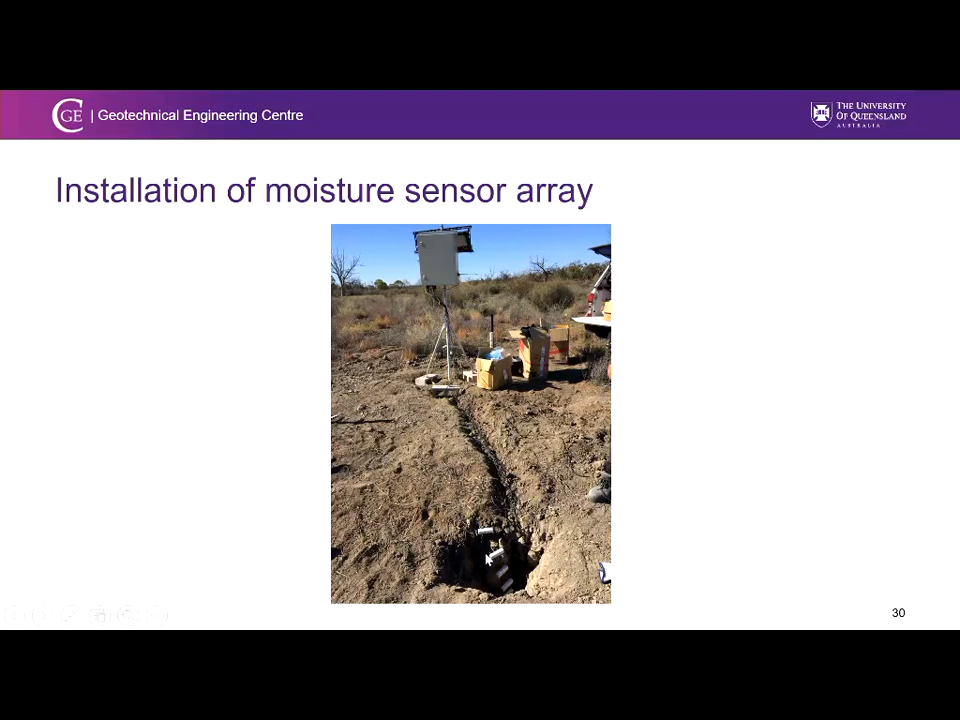 CGE | Geotechnical Engineering Centre
THE UNIVERSITY
OF QUEENSLAND
AUSTRALIA
Installation of moisture sensor array
30